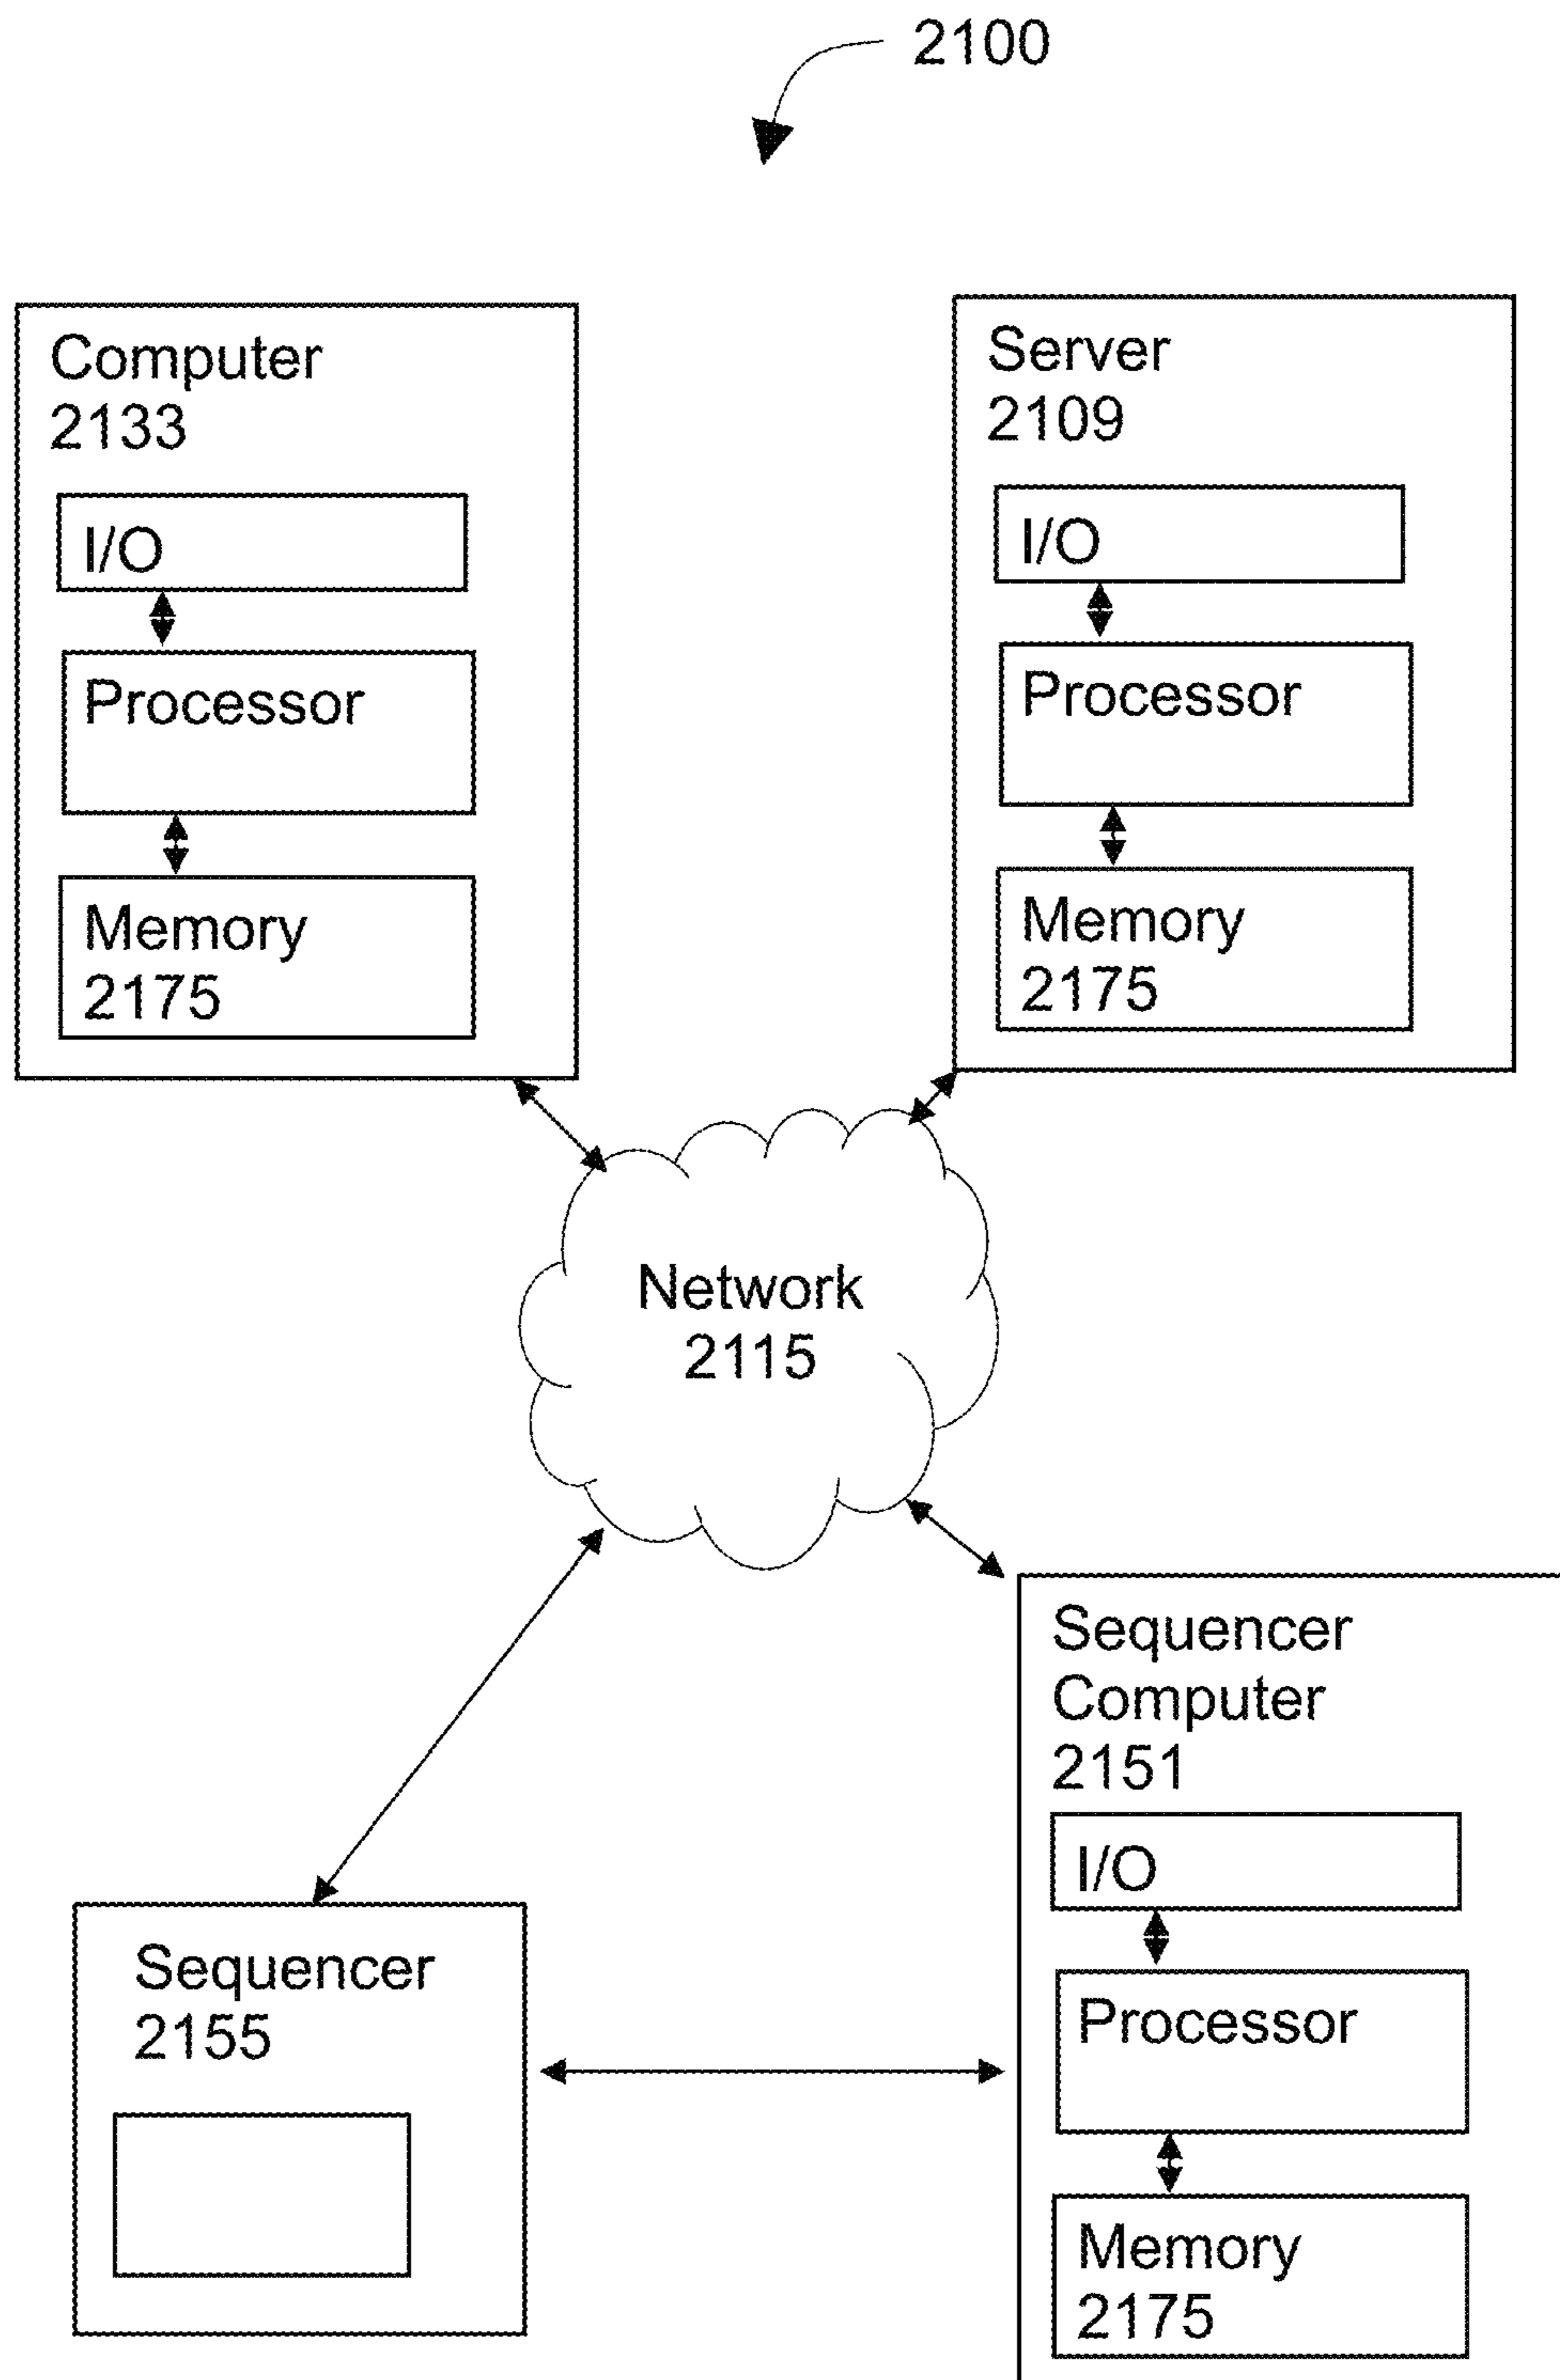 2100
Computer
2133
I/O
Processor
Memory
2175
Server
2109
I/O
Processor
Memory
2175
Network
2115
Sequencer
Computer
2151
I/O
Processor
Memory
2175
Sequencer
2155